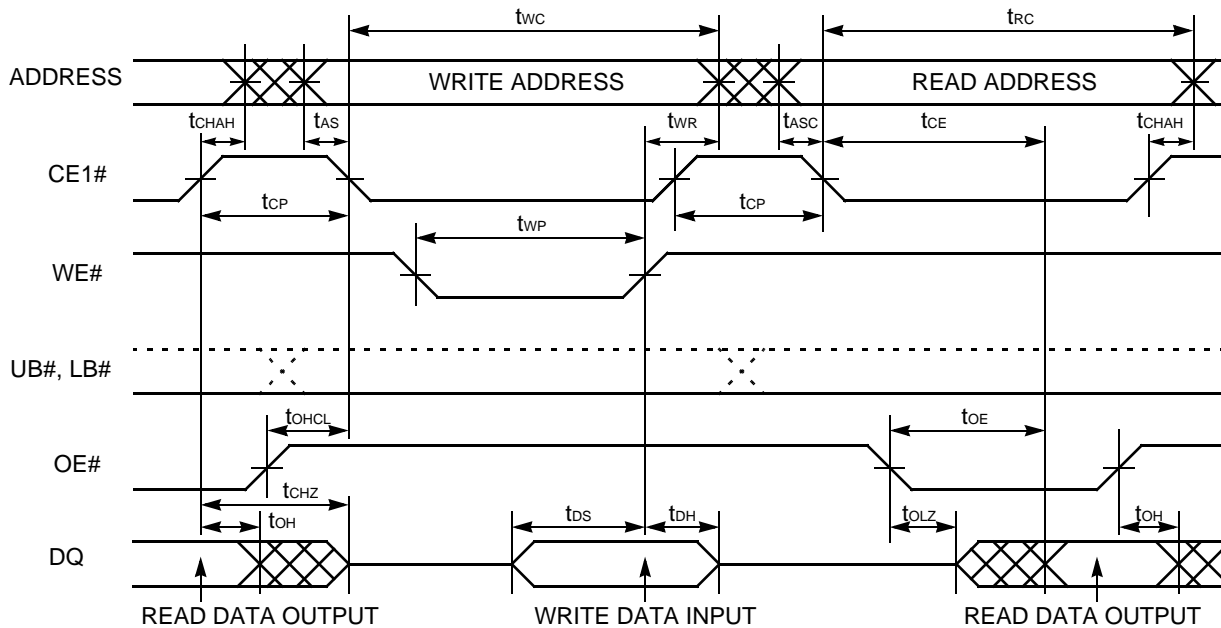 tWC
tRC
ADDRESS
WRITE ADDRESS
READ ADDRESS
tCHAH
tAS
tWR
tASC
tCE
tCHAH
CE1#
tCP
tCP
tWP
WE#
UB#, LB#
tOHCL
tOE
OE#
tCHZ
tOH
tDS
tDH
tOLZ
tOH
DQ
READ DATA OUTPUT
WRITE DATA INPUT
READ DATA OUTPUT